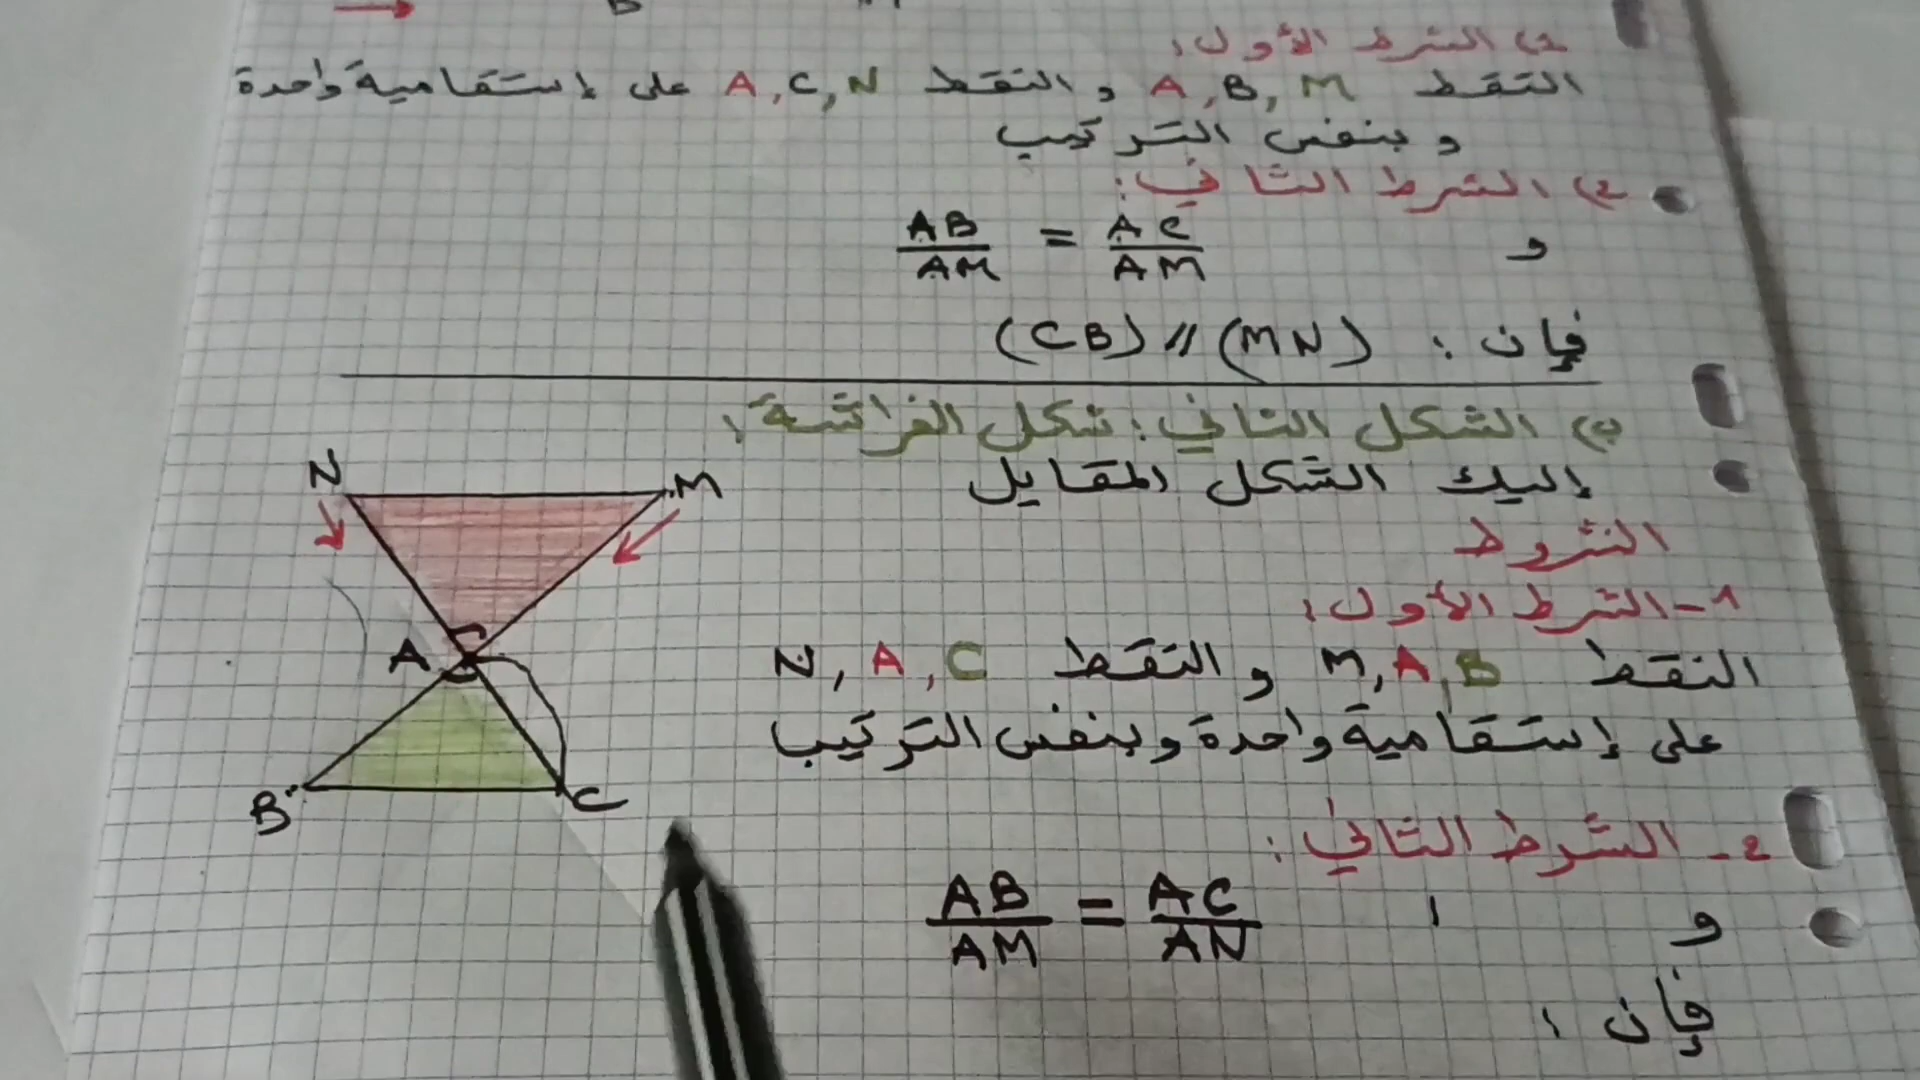 1) الشرط الأول:
النقط A, B, M و النقط A, C, N على إستقامية واحدة
و بنفس الترتيب
2) الشرط الثاني:
و AB/AM = AC/AM
فإن : (MN) // (CB)
ب) الشكل الثاني : شكل الفراشة :
إليك الشكل المقابل
الشروط
1- الشرط الأول:
النقط M, A, B و النقط N, A, C
على إستقامية واحدة و بنفس الترتيب
2- الشرط الثاني :
و : AB/AM = AC/AN
فإن :
N
M
A
B
C